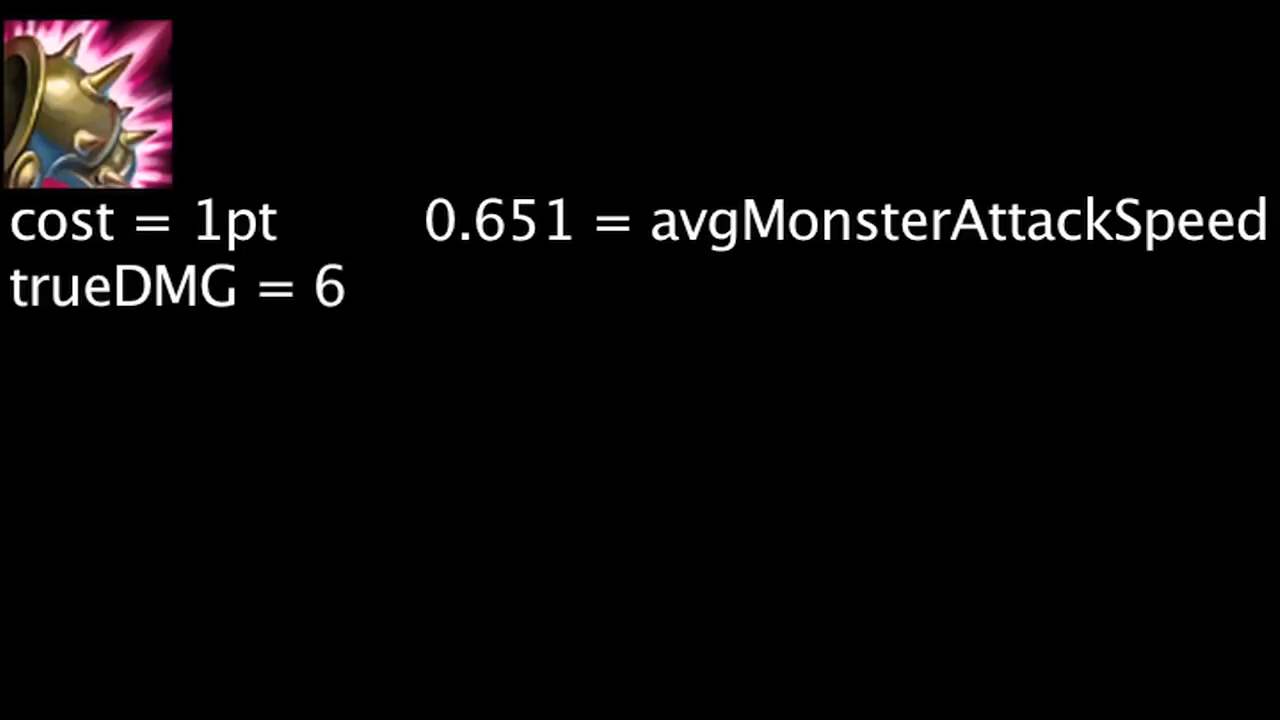 cost = 1pt 0.651 = avgMonsterAttackSpeed
trueDMG = 6